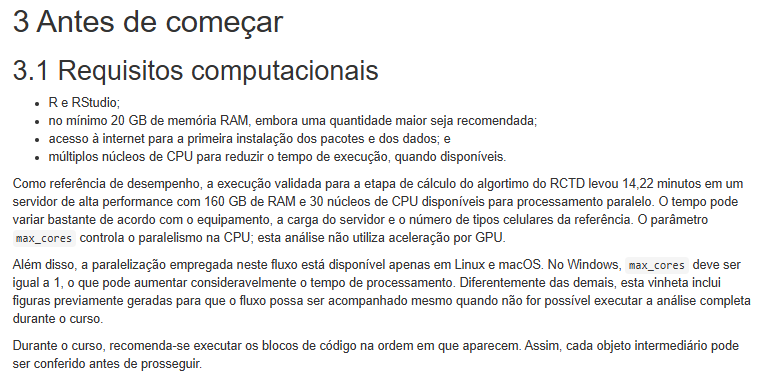 3 Antes de começar
3.1 Requisitos computacionais
• R e RStudio;
• no mínimo 20 GB de memória RAM, embora uma quantidade maior seja recomendada;
• acesso à internet para a primeira instalação dos pacotes e dos dados; e
• múltiplos núcleos de CPU para reduzir o tempo de execução, quando disponíveis.
Como referência de desempenho, a execução validada para a etapa de cálculo do algortimo do RCTD levou 14,22 minutos em um
servidor de alta performance com 160 GB de RAM e 30 núcleos de CPU disponíveis para processamento paralelo. O tempo pode
variar bastante de acordo com o equipamento, a carga do servidor e o número de tipos celulares da referência. O parâmetro
max_cores controla o paralelismo na CPU; esta análise não utiliza aceleração por GPU.
Além disso, a paralelização empregada neste fluxo está disponível apenas em Linux e macOS. No Windows, max_cores deve ser
igual a 1, o que pode aumentar consideravelmente o tempo de processamento. Diferentemente das demais, esta vinheta inclui
figuras previamente geradas para que o fluxo possa ser acompanhado mesmo quando não for possível executar a análise completa
durante o curso.
Durante o curso, recomenda-se executar os blocos de código na ordem em que aparecem. Assim, cada objeto intermediário pode
ser conferido antes de prosseguir.